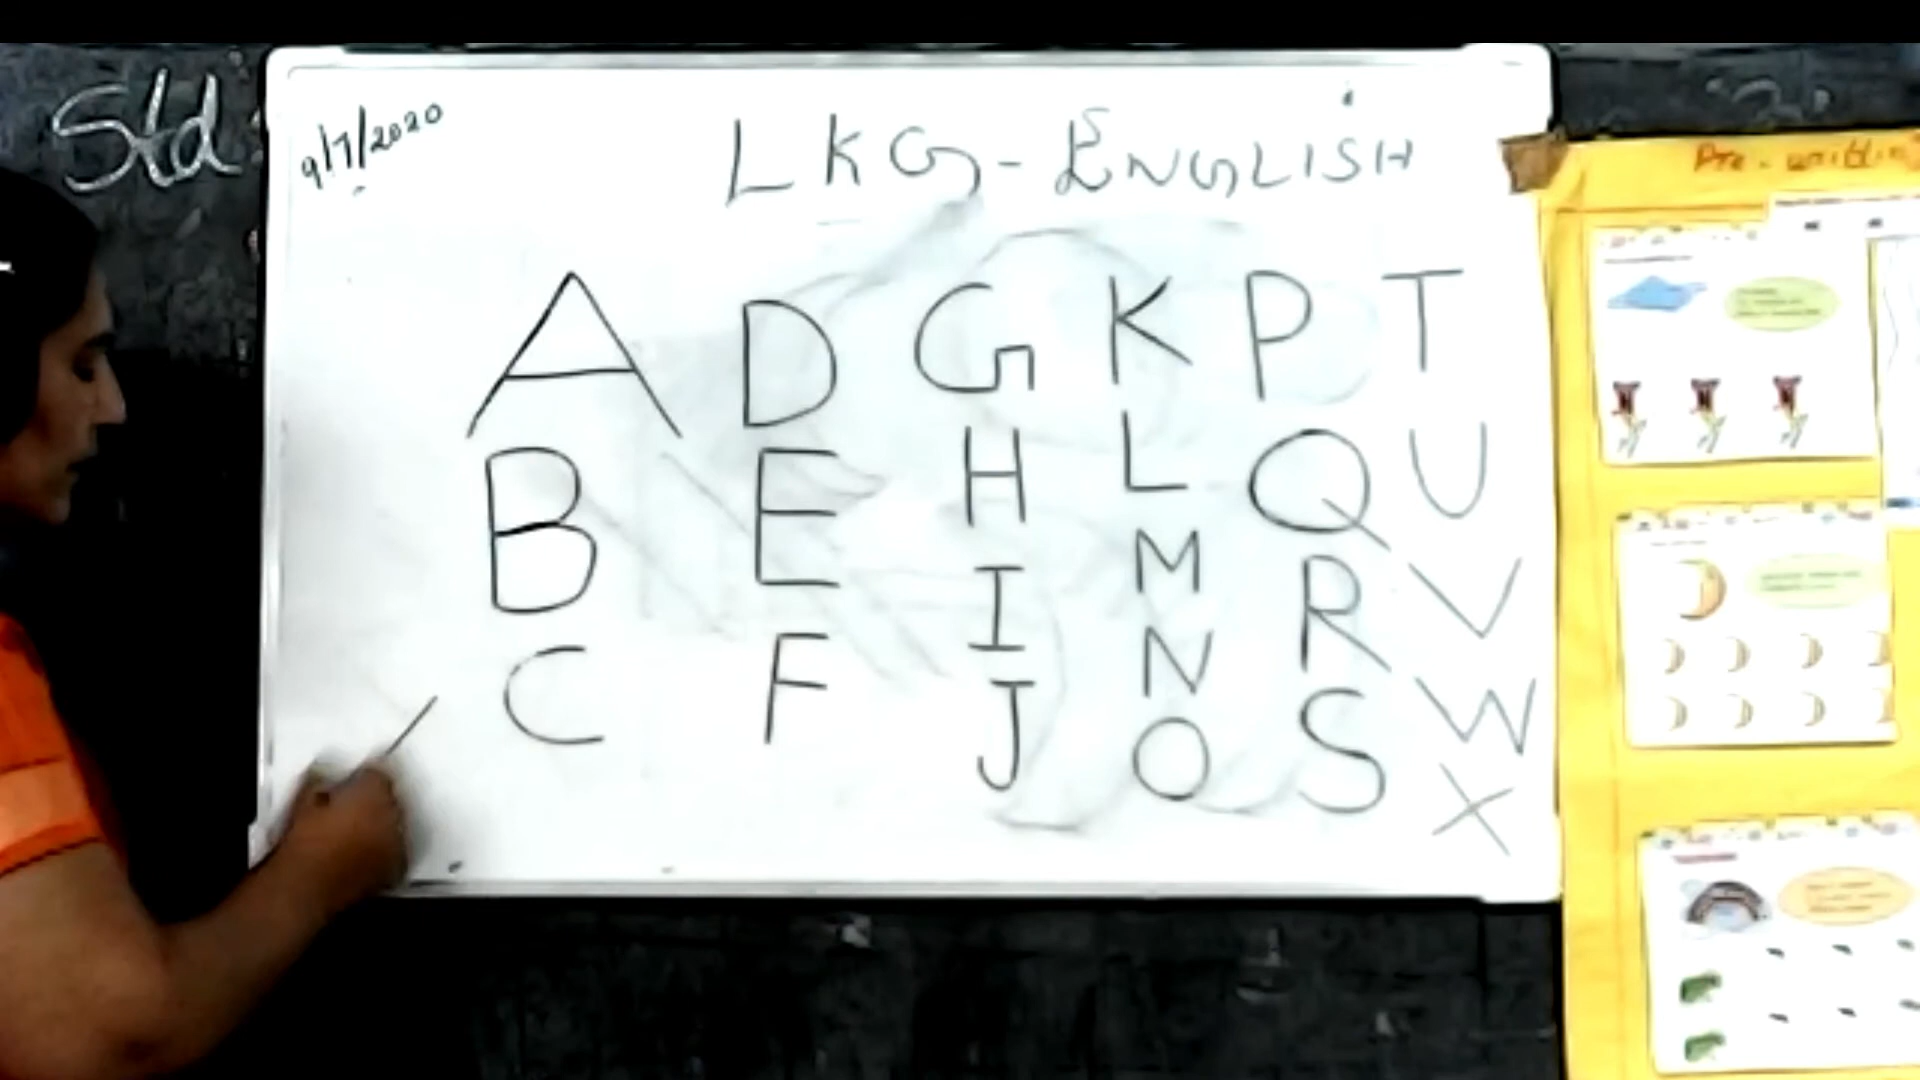 Std
9/7/2020
LKG - ENGLISH
A D G K P T
B E H L Q U
C F I M R V
J N S W
O X
Pre - writing